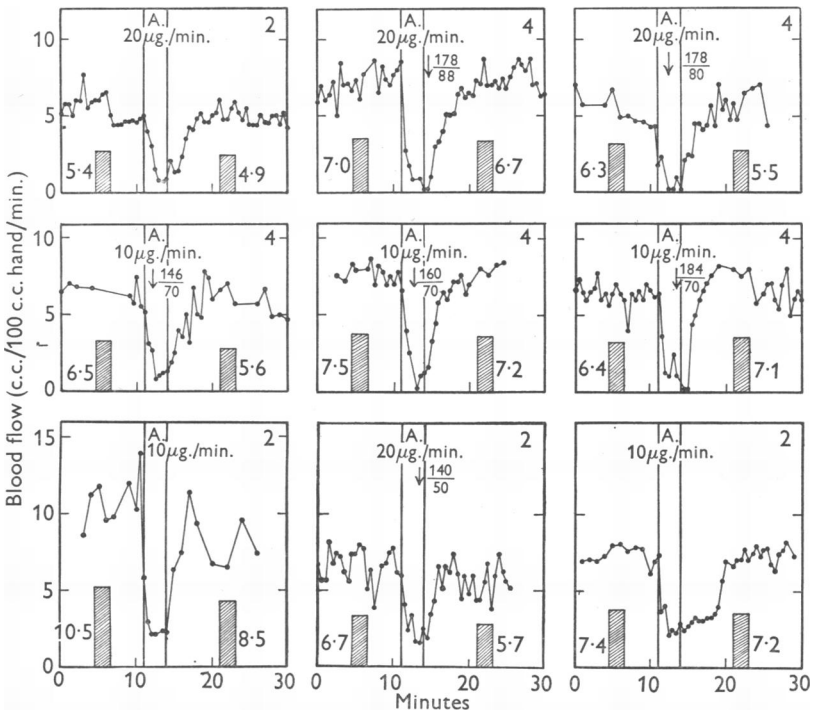 A. 2
20µg./min.
12
10
5
0
5·4 4·9
A. 4
20µg./min.
178
88
7·0 6·7
A. 4
20µg./min.
178
80
6·3 5·5
A. 4
10µg./min.
146
70
10
5
0
6·5 5·6
A. 4
10µg./min.
160
70
7·5 7·2
A. 4
10µg./min.
184
70
6·4 7·1
A. 2
10µg./min.
15
10
5
0
10·5 8·5
0 10 20 30
A. 2
20µg./min.
140
50
6·7 5·7
0 10 20 30
A. 2
10µg./min.
7·4 7·2
0 10 20 30
Blood flow (c.c./100 c.c. hand/min.)
r
Minutes